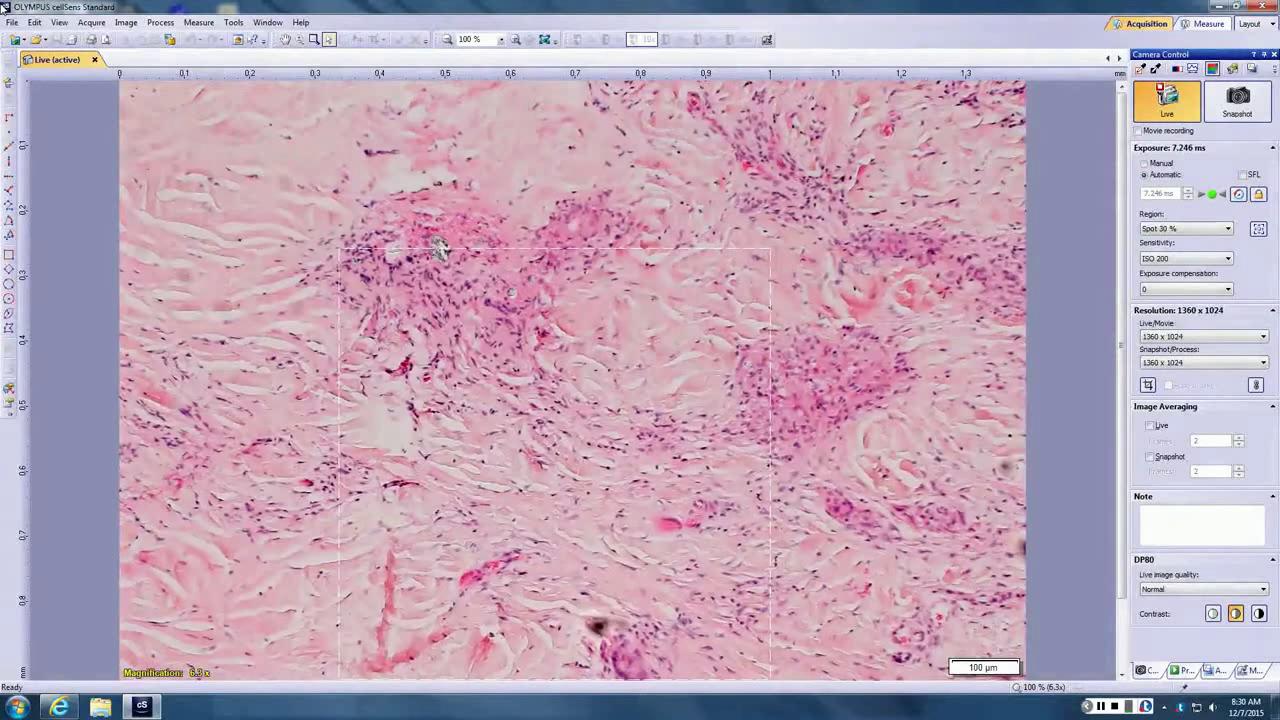 OLYMPUS cellSens Standard
File Edit View Acquire Image Process Measure Tools Window Help
Acquisition Measure Layout
100 %
10x
Live (active)
Camera Control
0 0,1 0,2 0,3 0,4 0,5 0,6 0,7 0,8 0,9 1 1,1 1,2 1,3 mm
0,1
0,2
0,3
0,4
0,5
0,6
0,7
0,8
mm
Live Snapshot
Movie recording
Exposure: 7.246 ms
Manual
Automatic SFL
7.246 ms
Region:
Spot 30 %
Sensitivity:
ISO 200
Exposure compensation:
0
Resolution: 1360 x 1024
Live/Movie:
1360 x 1024
Snapshot/Process:
1360 x 1024
Image Averaging
Live
Frames: 2
Snapshot
Frames: 2
Note
DP80
Live image quality:
Normal
Contrast:
Magnification: 6.3 x
100 µm
C... Pr... A... M...
Ready
100 % (6.3x)
cS
8:30 AM
12/7/2015